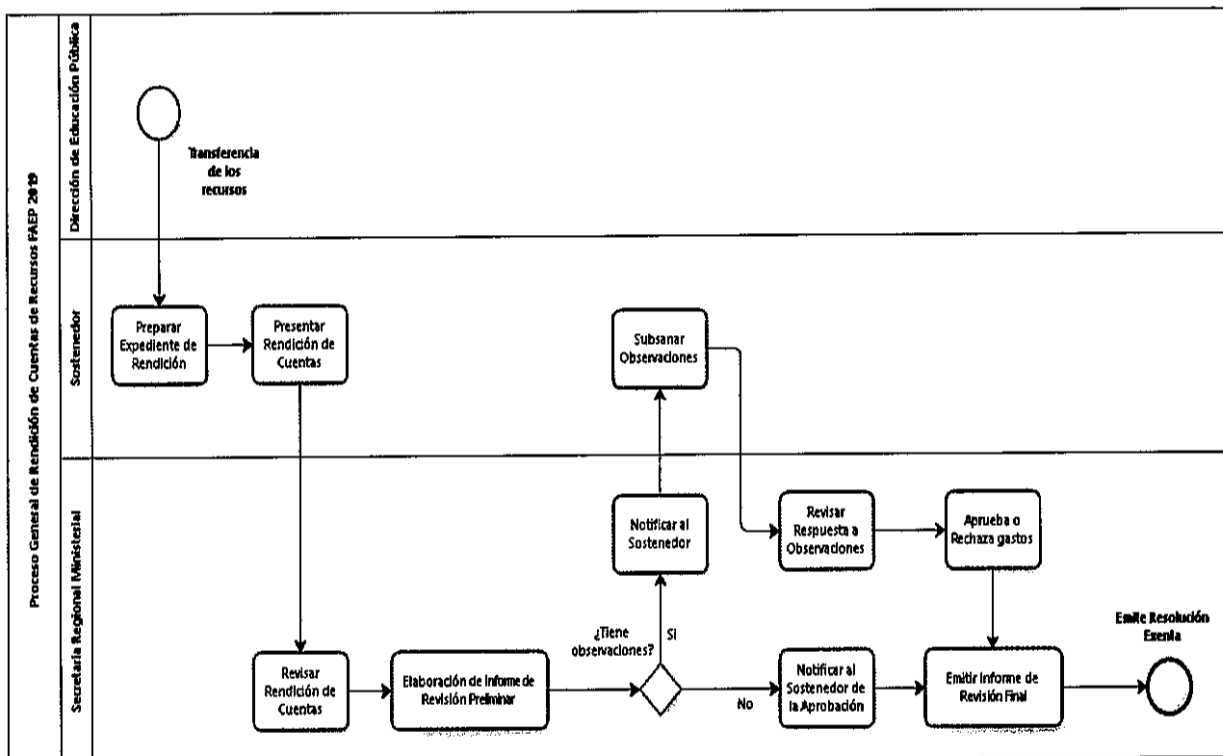 Proceso General de Rendición de Cuentas de Recursos FAEP 2019
Dirección de Educación Pública
Transferencia
de los
recursos
Sostenedor
Preparar
Expediente de
Rendición
Presentar
Rendición de
Cuentas
Subsanar
Observaciones
Secretaria Regional Ministerial
Notificar al
Sostenedor
Revisar
Respuesta a
Observaciones
Aprueba o
Rechaza gastos
¿Tiene
observaciones?
Si
Emite Resolución
Exenta
Revisar
Rendición de
Cuentas
Elaboración de Informe de
Revisión Preliminar
No
Notificar al
Sostenedor de
la Aprobación
Emitir Informe de
Revisión Final